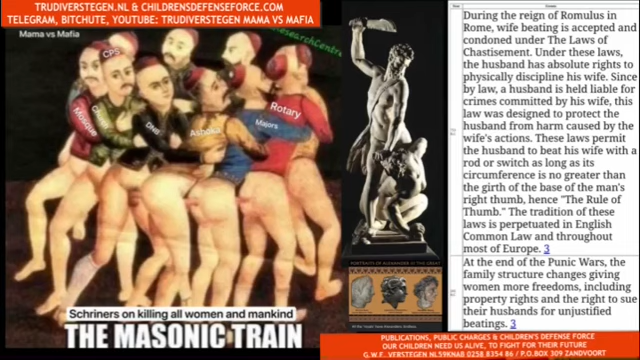 TRUDIVERSTEGEN.NL & CHILDRENSDEFENSEFORCE.COM
TELEGRAM, BITCHUTE, YOUTUBE: TRUDIVERSTEGEN MAMA VS MAFIA
Mama vs Mafia
CPS
Mosque
DNB
Ashoka
Rotary
Majors
Schriners on killing all women and mankind
THE MASONIC TRAIN
PORTRAITS OF ALEXANDER III THE GREAT
During the reign of Romulus in
Rome, wife beating is accepted and
condoned under The Laws of
Chastisement. Under these laws,
the husband has absolute rights to
physically discipline his wife. Since
by law, a husband is held liable for
crimes committed by his wife, this
law was designed to protect the
husband from harm caused by the
wife's actions. These laws permit
the husband to beat his wife with a
rod or switch as long as its
circumference is no greater than
the girth of the base of the man's
right thumb, hence "The Rule of
Thumb." The tradition of these
laws is perpetuated in English
Common Law and throughout
most of Europe. 3
At the end of the Punic Wars, the
family structure changes giving
women more freedoms, including
property rights and the right to sue
their husbands for unjustified
beatings. 3
PUBLICATIONS, PUBLIC CHARGES & CHILDREN'S DEFENSE FORCE
OUR CHILDREN NEED US ALIVE, TO FIGHT FOR THEIR FUTURE
G.W.F. VERSTEGEN NL59KNAB 0258 8354 86 / P.O.BOX 309 ZANDVOORT